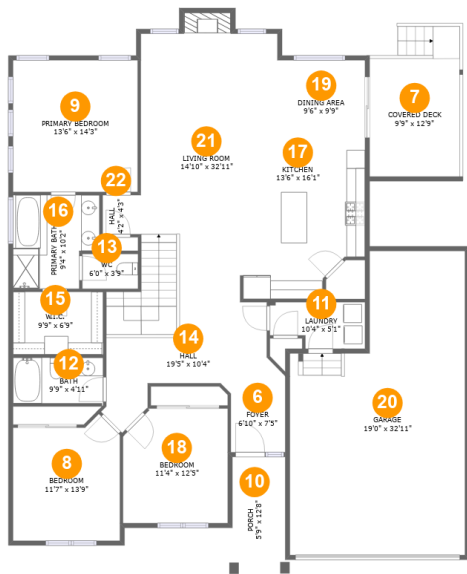 19
DINING AREA
9'6" x 9'9"
7
COVERED DECK
9'9" x 12'9"
9
PRIMARY BEDROOM
13'6" x 14'3"
21
LIVING ROOM
14'10" x 32'11"
17
KITCHEN
13'6" x 16'1"
22
HALL
4'2" x 4'3"
16
PRIMARY BATH
9'4" x 10'2"
13
WC
6'0" x 3'9"
15
W.I.C.
9'9" x 6'9"
11
LAUNDRY
10'4" x 5'1"
14
HALL
19'5" x 10'4"
12
BATH
9'9" x 4'11"
6
FOYER
6'10" x 7'5"
20
GARAGE
19'0" x 32'11"
8
BEDROOM
11'7" x 13'9"
18
BEDROOM
11'4" x 12'5"
10
PORCH
5'9" x 12'8"